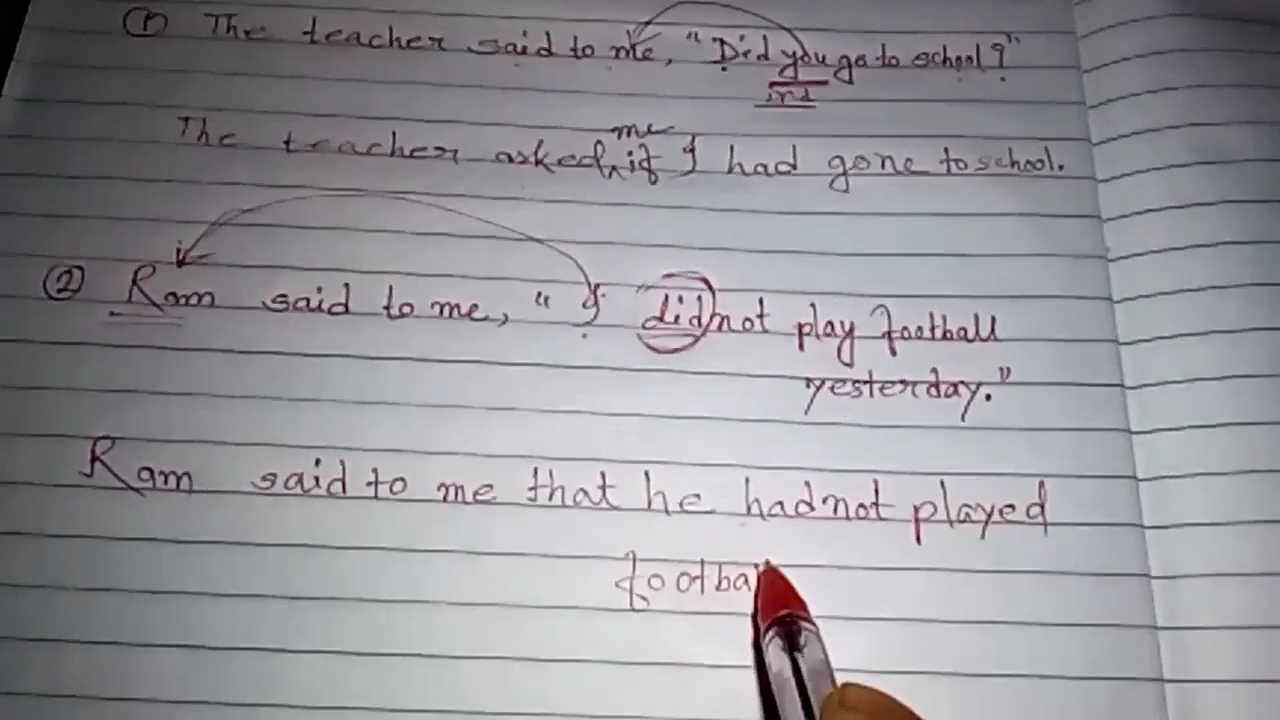 ① The teacher said to me, "Did you go to school?"
ind
me
The teacher asked if I had gone to school.
② Ram said to me, "I did not play football
yesterday."
Ram said to me that he had not played
footba